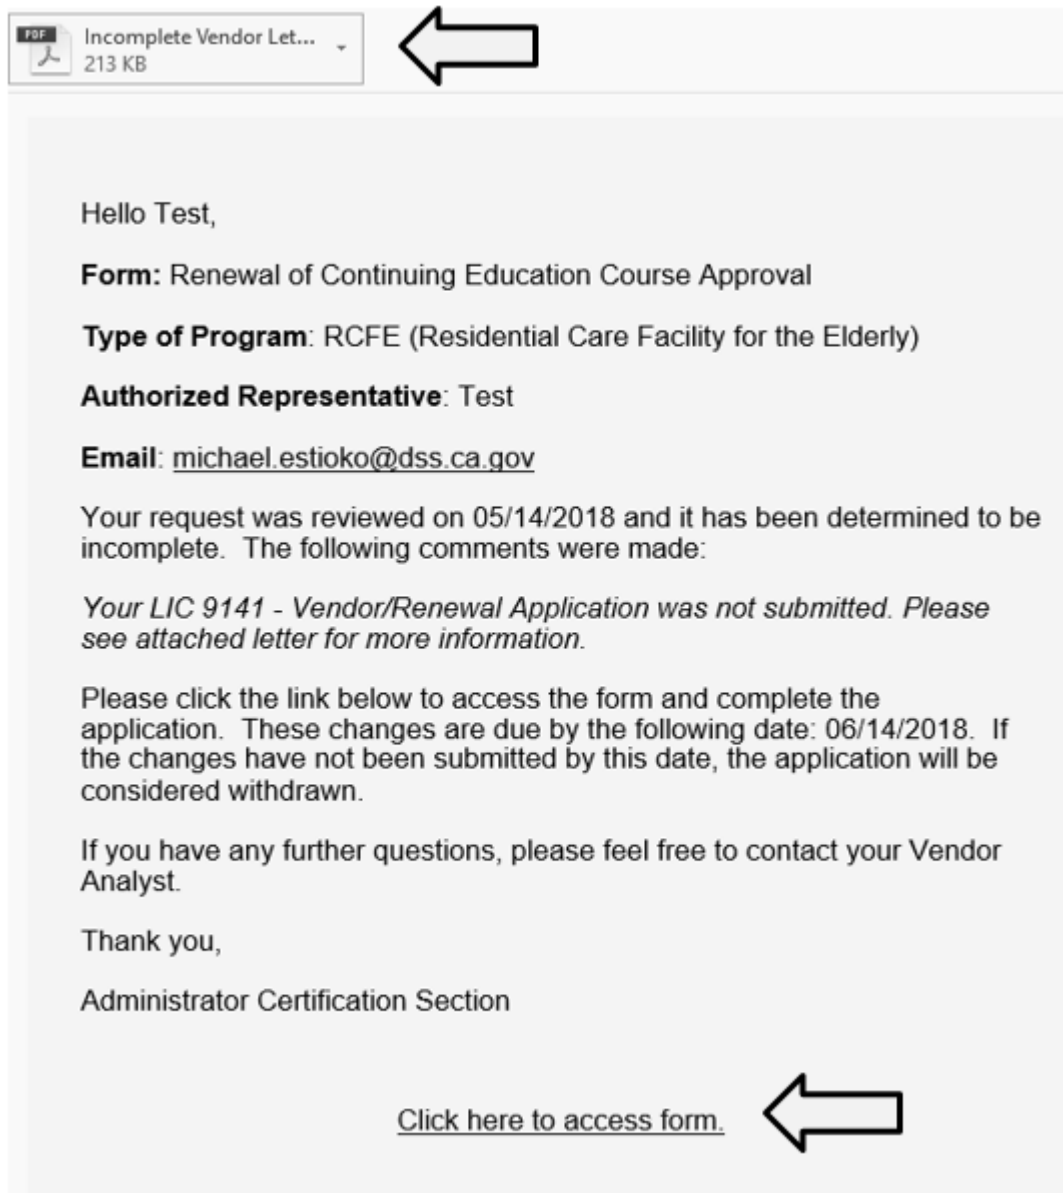 PDF
Incomplete Vendor Let...
213 KB
Hello Test,
Form: Renewal of Continuing Education Course Approval
Type of Program: RCFE (Residential Care Facility for the Elderly)
Authorized Representative: Test
Email: michael.estioko@dss.ca.gov
Your request was reviewed on 05/14/2018 and it has been determined to be
incomplete.  The following comments were made:
Your LIC 9141 - Vendor/Renewal Application was not submitted. Please
see attached letter for more information.
Please click the link below to access the form and complete the
application.  These changes are due by the following date: 06/14/2018.  If
the changes have not been submitted by this date, the application will be
considered withdrawn.
If you have any further questions, please feel free to contact your Vendor
Analyst.
Thank you,
Administrator Certification Section
Click here to access form.